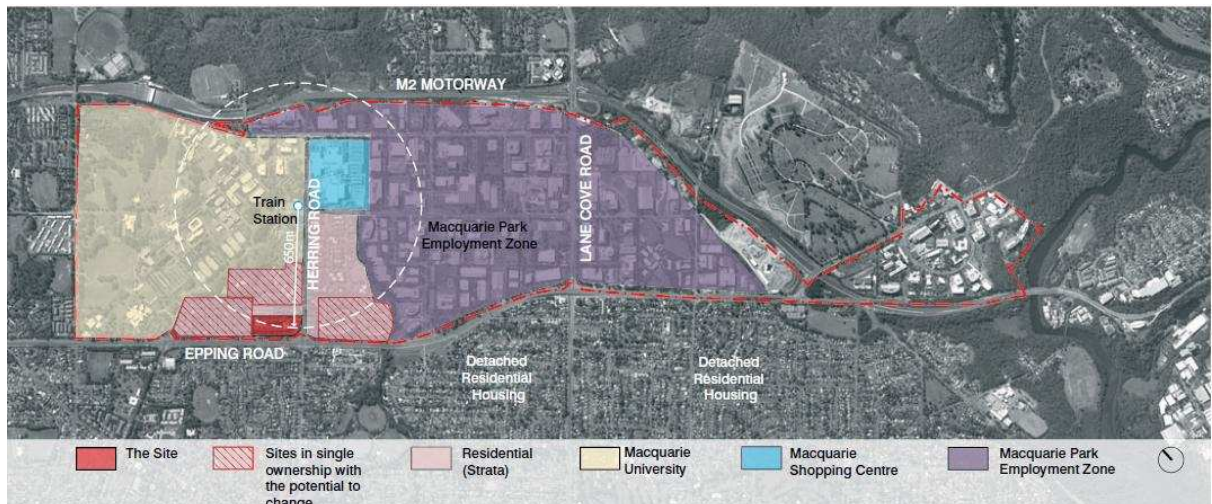 M2 MOTORWAY
Train
Station
650m
HERRING ROAD
LANE COVE ROAD
Macquarie Park
Employment Zone
EPPING ROAD
Detached
Residential
Housing
Detached
Residential
Housing
The Site
Sites in single
ownership with
the potential to
change
Residential
(Strata)
Macquarie
University
Macquarie
Shopping Centre
Macquarie Park
Employment Zone